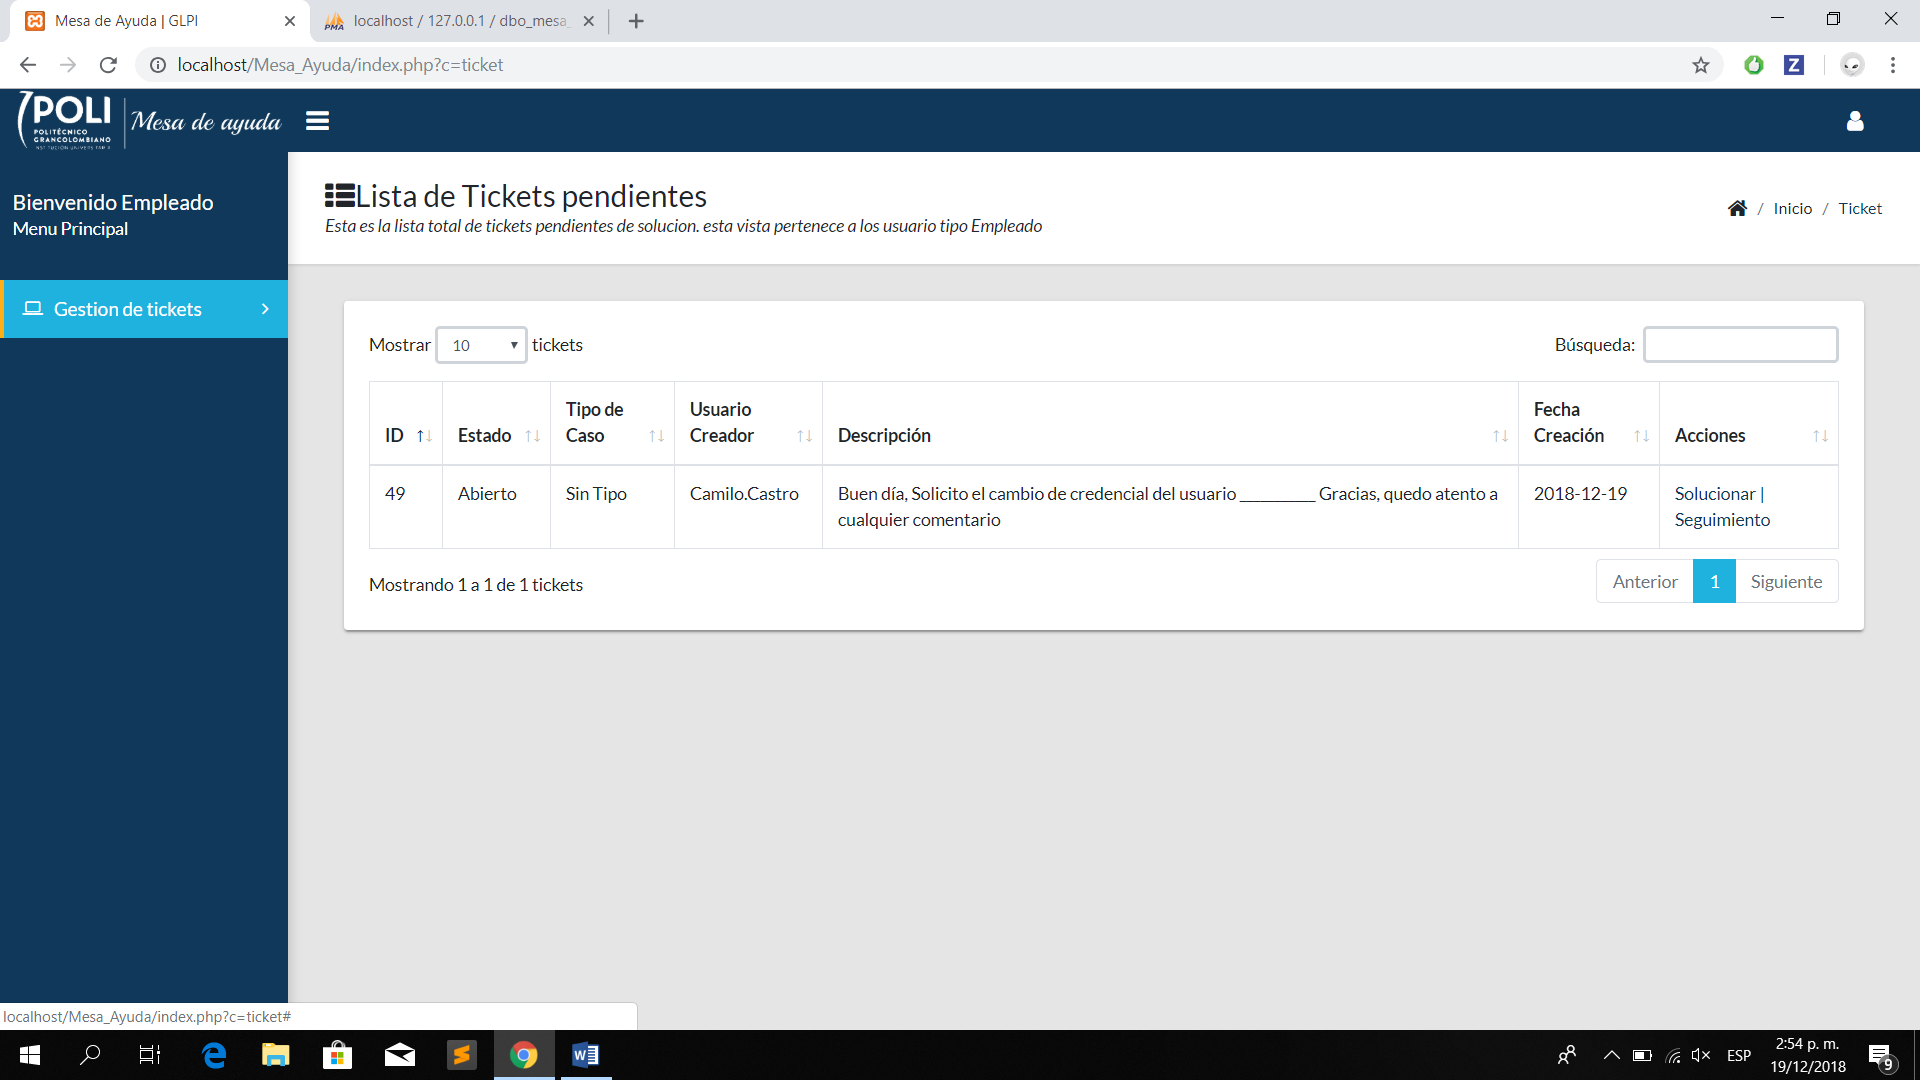 Mesa de Ayuda | GLPI
localhost / 127.0.0.1 / dbo_mesa_
localhost/Mesa_Ayuda/index.php?c=ticket
POLI
POLITÉCNICO
GRANCOLOMBIANO
Mesa de ayuda
Bienvenido Empleado
Menu Principal
Gestion de tickets
Lista de Tickets pendientes
Esta es la lista total de tickets pendientes de solucion. esta vista pertenece a los usuario tipo Empleado
/ Inicio / Ticket
Mostrar 10 tickets
Búsqueda:
ID Estado Tipo de Caso Usuario Creador Descripción Fecha Creación Acciones
49 Abierto Sin Tipo Camilo.Castro Buen día, Solicito el cambio de credencial del usuario __________ Gracias, quedo atento a 2018-12-19 Solucionar |
cualquier comentario Seguimiento
Mostrando 1 a 1 de 1 tickets
Anterior 1 Siguiente
localhost/Mesa_Ayuda/index.php?c=ticket#
ESP
2:54 p. m.
19/12/2018
9